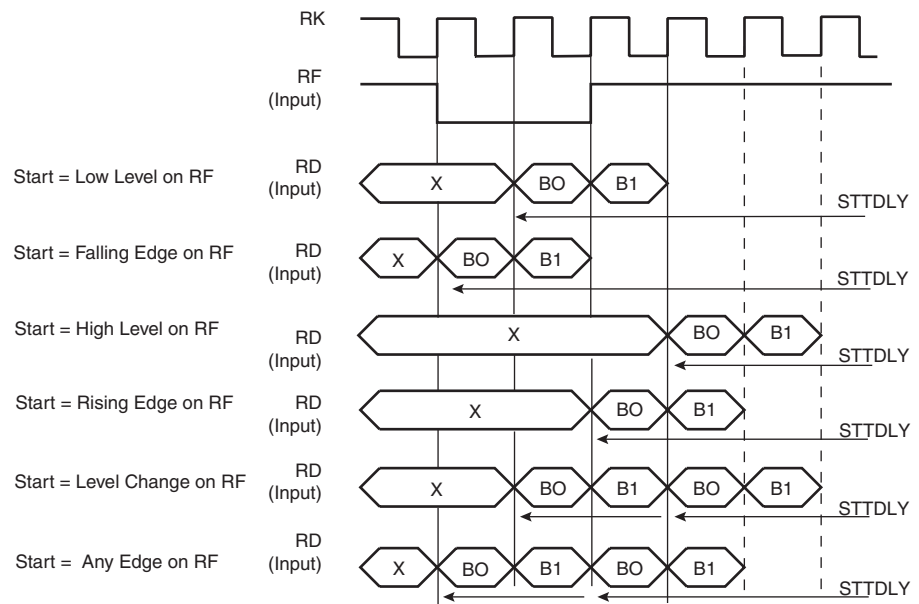 RK
RF
(Input)
Start = Low Level on RF
RD
(Input)
X
BO
B1
STTDLY
Start = Falling Edge on RF
RD
(Input)
X
BO
B1
STTDLY
Start = High Level on RF
RD
(Input)
X
BO
B1
STTDLY
Start = Rising Edge on RF
RD
(Input)
X
BO
B1
STTDLY
Start = Level Change on RF
RD
(Input)
X
BO
B1
BO
B1
STTDLY
Start = Any Edge on RF
RD
(Input)
X
BO
B1
BO
B1
STTDLY